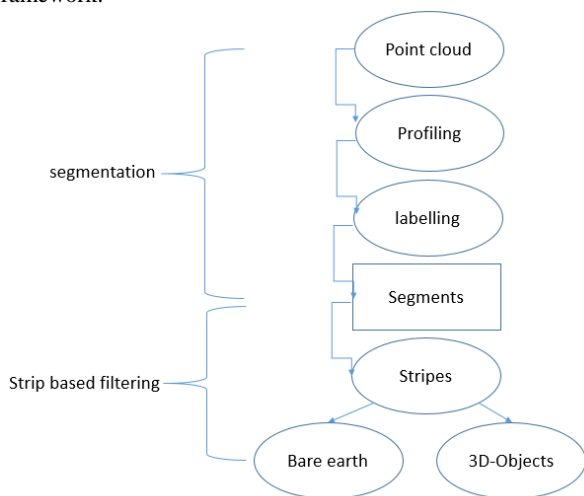 ramework.
Point cloud
Profiling
segmentation
labelling
Segments
Strip based filtering
Stripes
Bare earth
3D-Objects